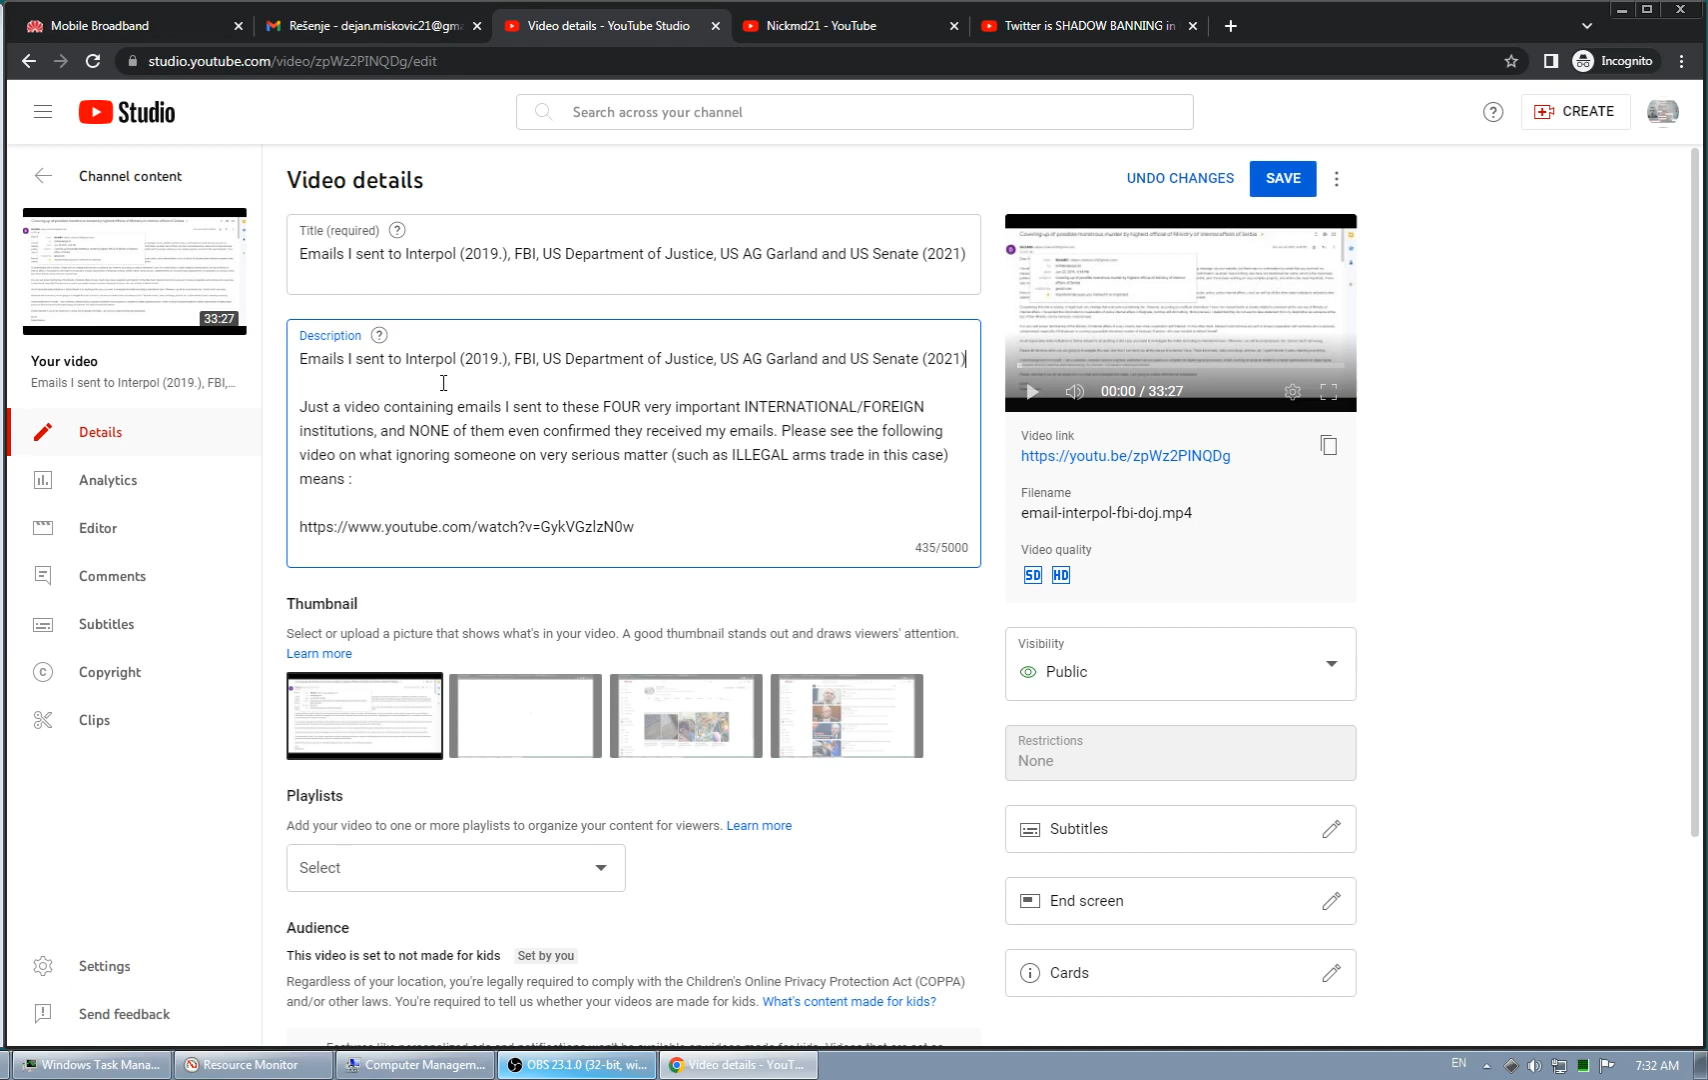 Mobile Broadband
Rešenje - dejan.miskovic21@gma
Video details - YouTube Studio
Nickmd21 - YouTube
Twitter is SHADOW BANNING in
studio.youtube.com/video/zpWz2PINQDg/edit
Incognito
Studio
Search across your channel
CREATE
Channel content
Video details
UNDO CHANGES
SAVE
Title (required)
Emails I sent to Interpol (2019.), FBI, US Department of Justice, US AG Garland and US Senate (2021)
33:27
Your video
Emails I sent to Interpol (2019.), FBI,...
Details
Analytics
Editor
Comments
Subtitles
Copyright
Clips
Settings
Send feedback
Description
Emails I sent to Interpol (2019.), FBI, US Department of Justice, US AG Garland and US Senate (2021)
Just a video containing emails I sent to these FOUR very important INTERNATIONAL/FOREIGN
institutions, and NONE of them even confirmed they received my emails. Please see the following
video on what ignoring someone on very serious matter (such as ILLEGAL arms trade in this case)
means :
https://www.youtube.com/watch?v=GykVGzlzN0w
435/5000
Thumbnail
Select or upload a picture that shows what's in your video. A good thumbnail stands out and draws viewers' attention.
Learn more
Playlists
Add your video to one or more playlists to organize your content for viewers. Learn more
Select
Audience
This video is set to not made for kids Set by you
Regardless of your location, you're legally required to comply with the Children's Online Privacy Protection Act (COPPA)
and/or other laws. You're required to tell us whether your videos are made for kids. What's content made for kids?
00:00 / 33:27
Video link
https://youtu.be/zpWz2PINQDg
Filename
email-interpol-fbi-doj.mp4
Video quality
SD HD
Visibility
Public
Restrictions
None
Subtitles
End screen
Cards
Windows Task Mana...
Resource Monitor
Computer Managem...
OBS 23.1.0 (32-bit, wi...
Video details - YouT...
EN
7:32 AM